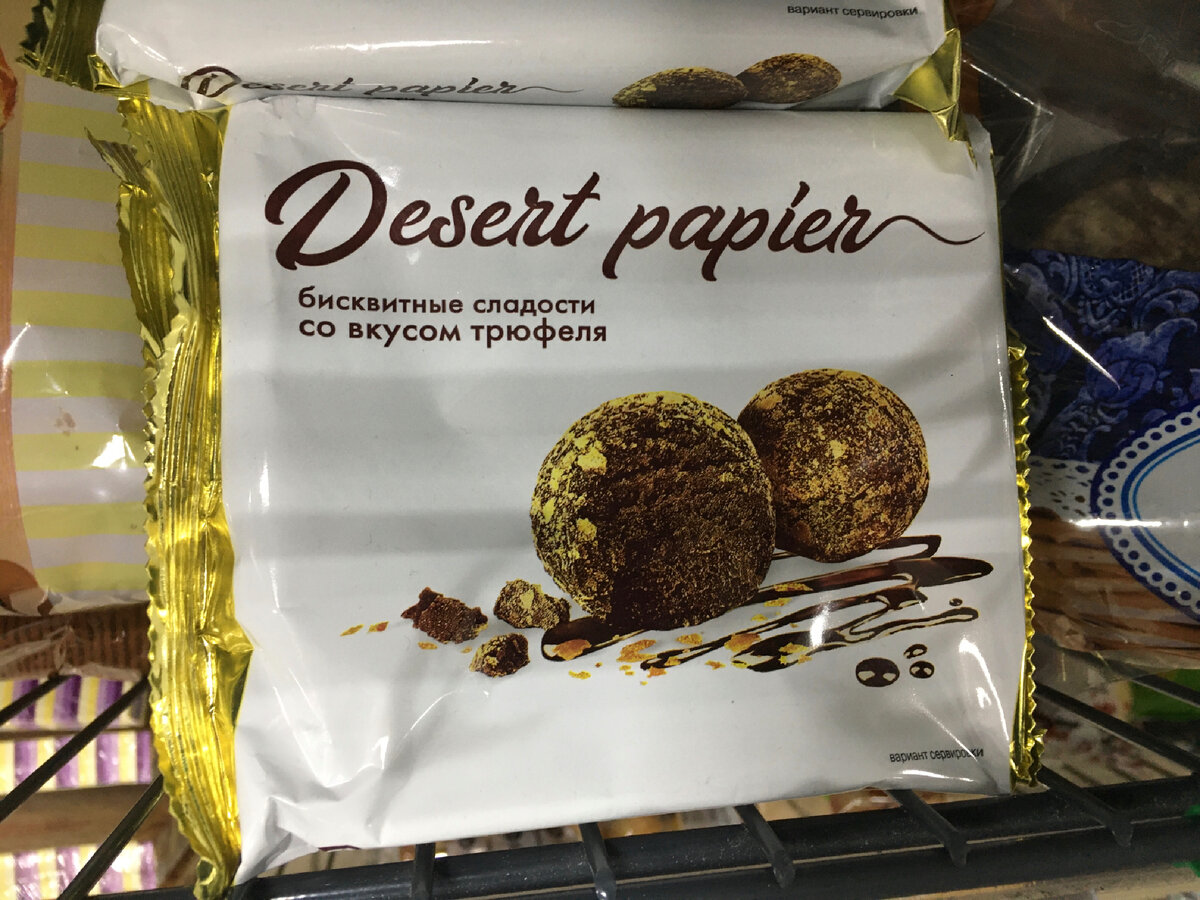 вариант сервировки
Desert papier
Desert papier
бисквитные сладости
со вкусом трюфеля
вариант сервировки